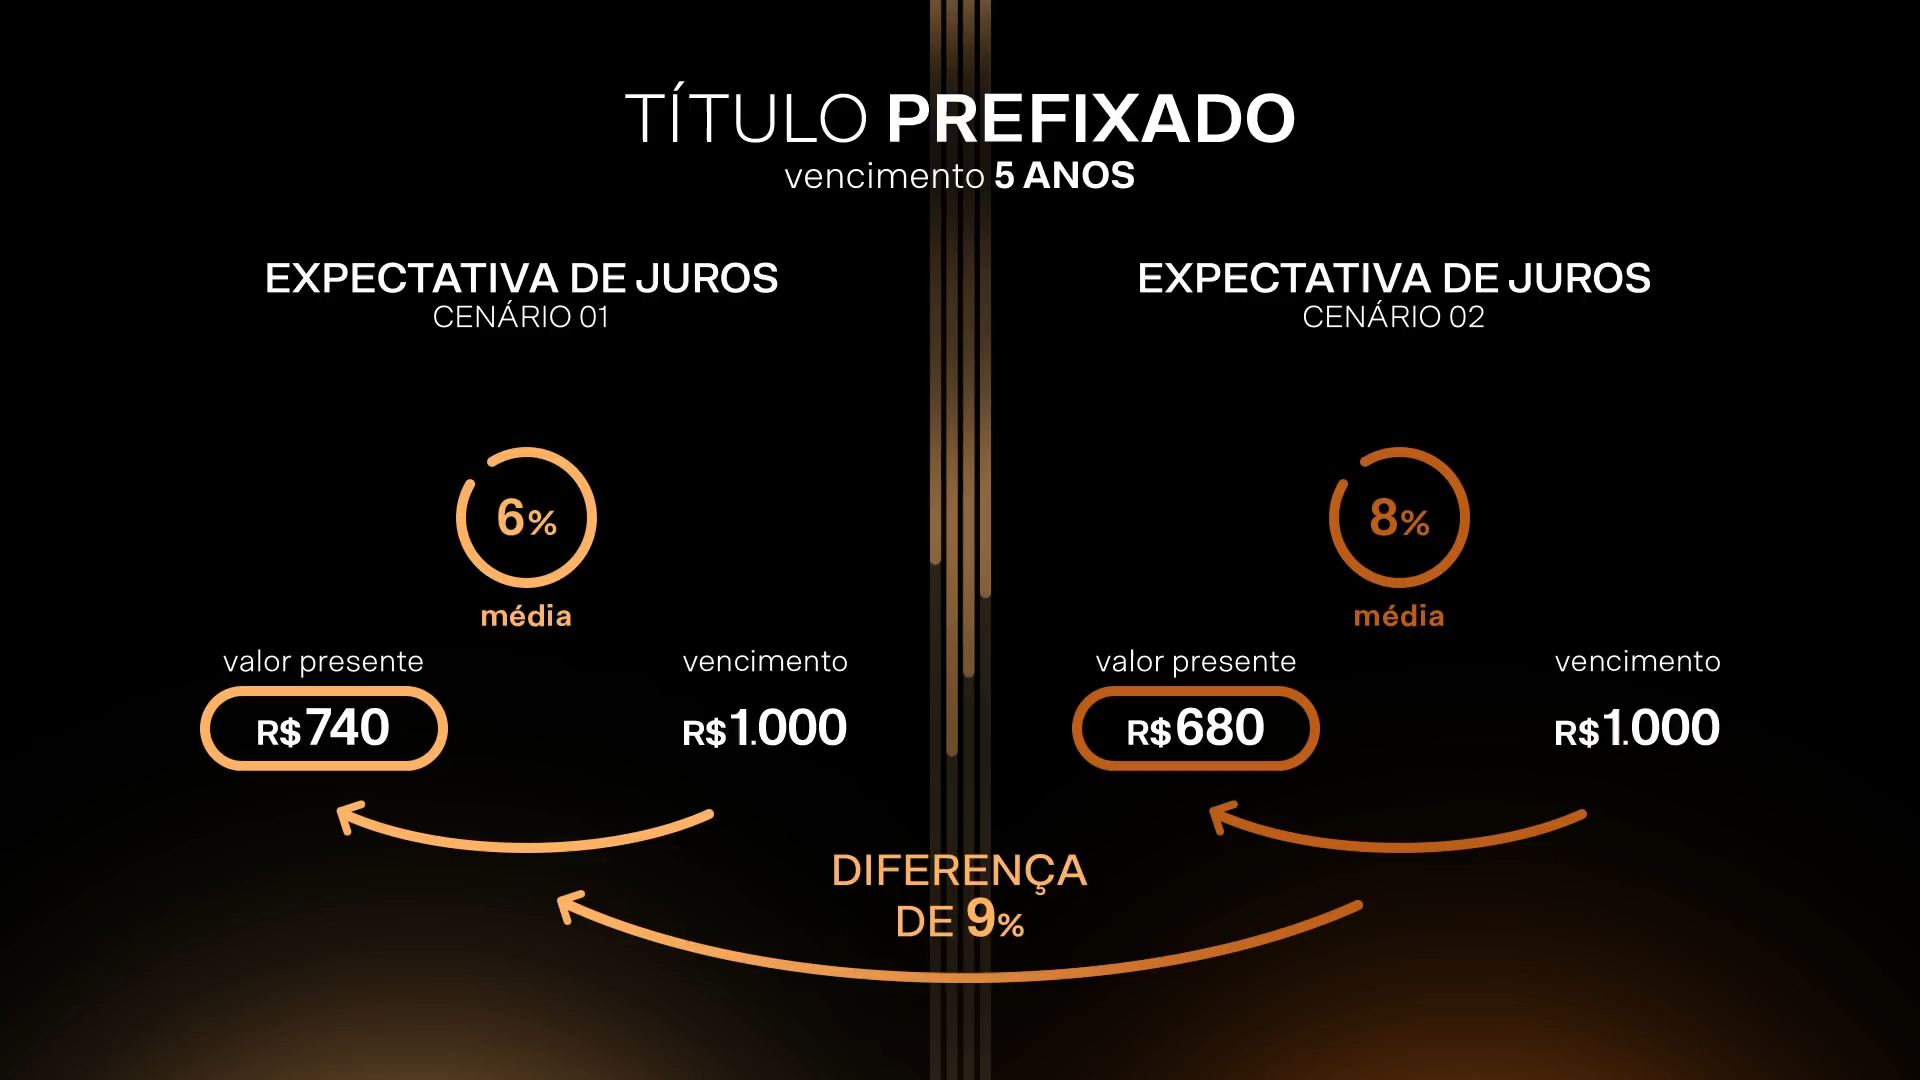 TÍTULO PREFIXADO
vencimento 5 ANOS
EXPECTATIVA DE JUROS
CENÁRIO 01
6%
média
valor presente
vencimento
R$740
R$1.000
EXPECTATIVA DE JUROS
CENÁRIO 02
8%
média
valor presente
vencimento
R$680
R$1.000
DIFERENÇA
DE 9%